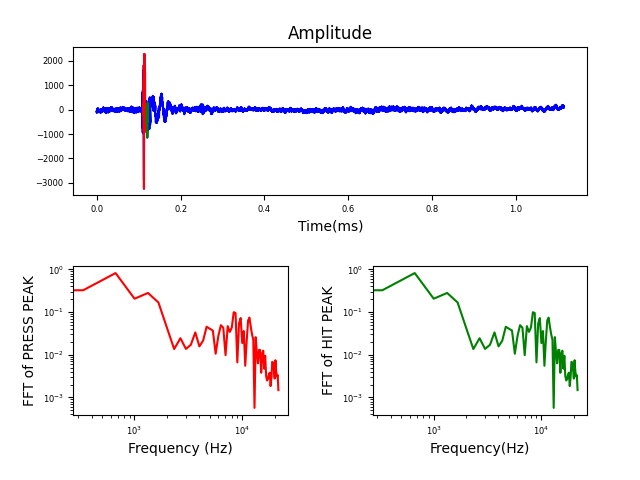 Amplitude
2000
1000
0
−1000
−2000
−3000
0.0 0.2 0.4 0.6 0.8 1.0
Time(ms)
FFT of PRESS PEAK
10⁰
10⁻¹
10⁻²
10⁻³
10³ 10⁴
Frequency (Hz)
FFT of HIT PEAK
10⁰
10⁻¹
10⁻²
10⁻³
10³ 10⁴
Frequency(Hz)